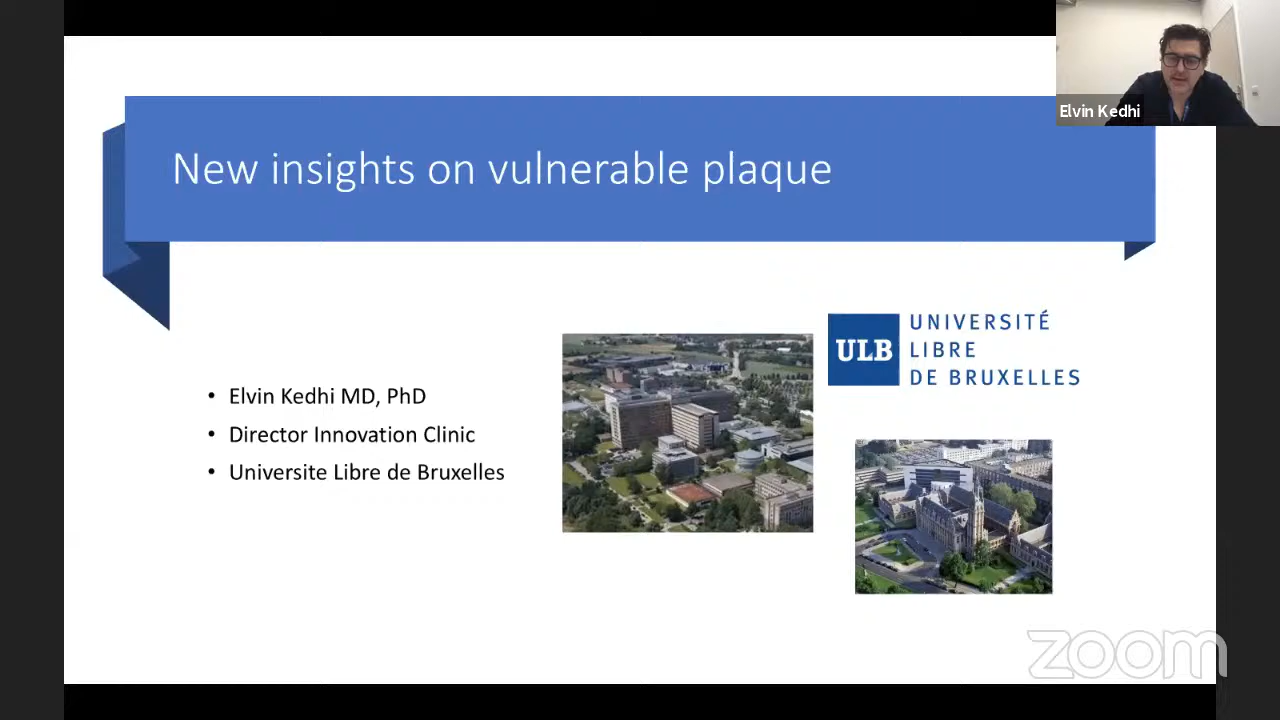 Elvin Kedhi
New insights on vulnerable plaque
ULB
UNIVERSITÉ
LIBRE
DE BRUXELLES
• Elvin Kedhi MD, PhD
• Director Innovation Clinic
• Universite Libre de Bruxelles
zoom